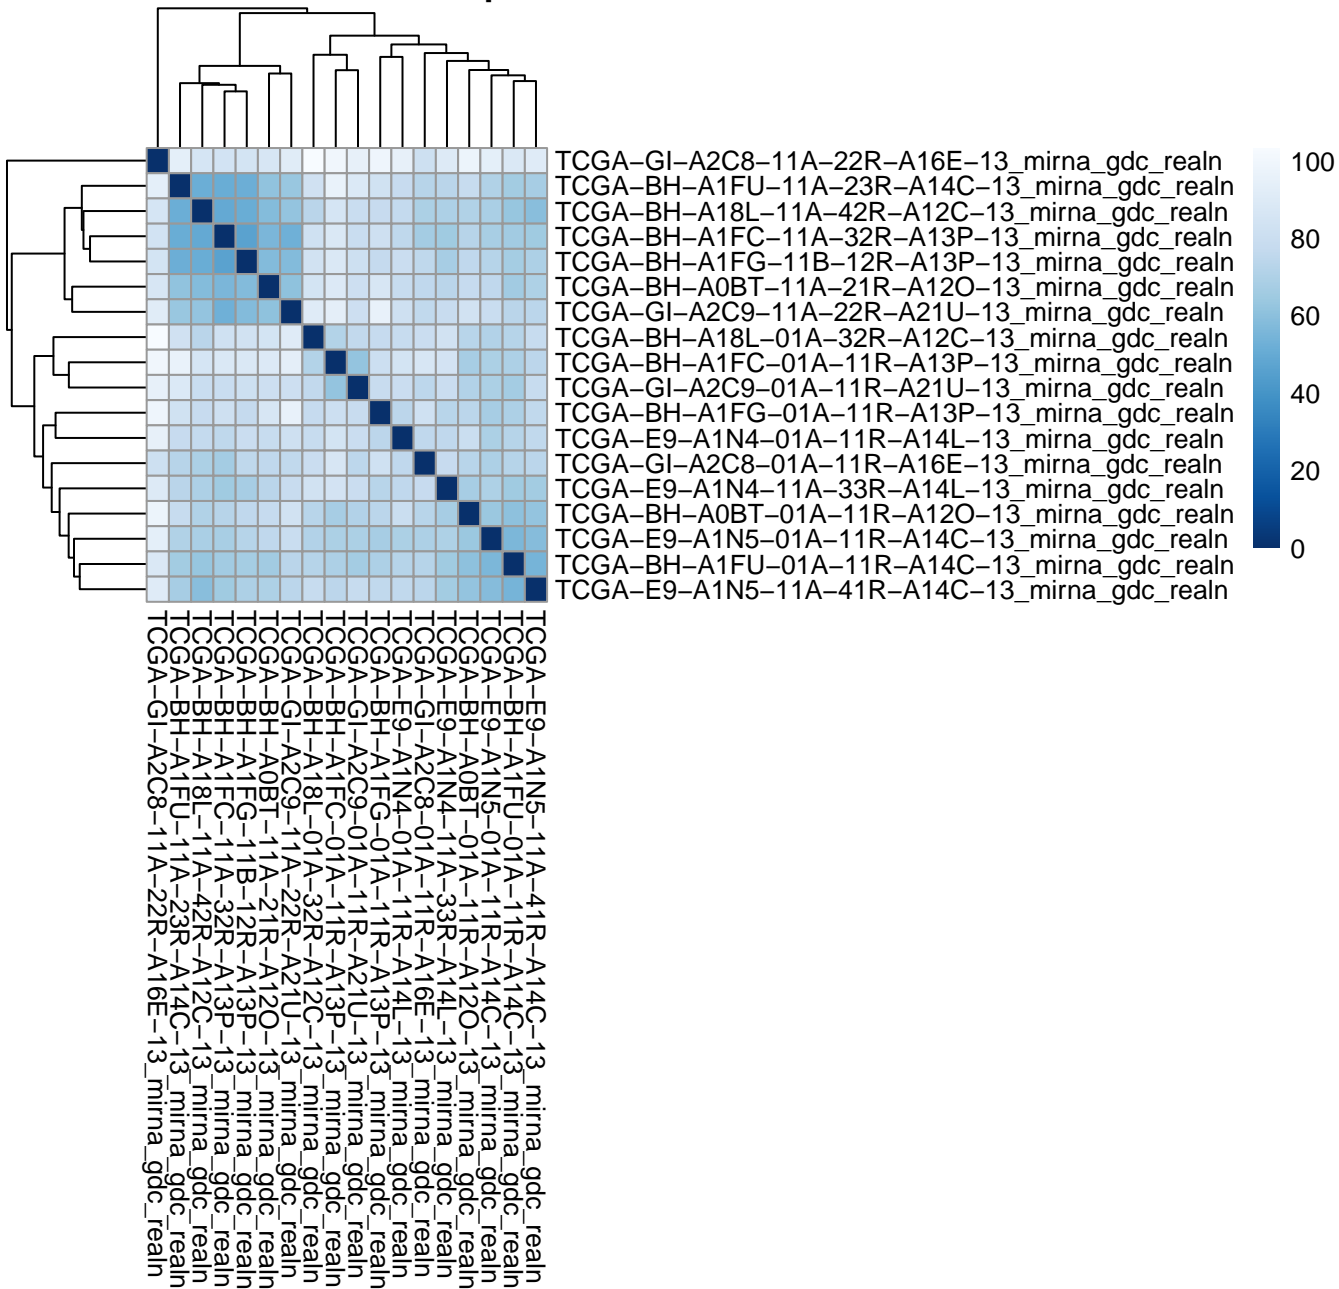 TCGA−GI−A2C8−11A−22R−A16E−13_mirna_gdc_realn
TCGA−BH−A1FU−11A−23R−A14C−13_mirna_gdc_realn
TCGA−BH−A18L−11A−42R−A12C−13_mirna_gdc_realn
TCGA−BH−A1FC−11A−32R−A13P−13_mirna_gdc_realn
TCGA−BH−A1FG−11B−12R−A13P−13_mirna_gdc_realn
TCGA−BH−A0BT−11A−21R−A12O−13_mirna_gdc_realn
TCGA−GI−A2C9−11A−22R−A21U−13_mirna_gdc_realn
TCGA−BH−A18L−01A−32R−A12C−13_mirna_gdc_realn
TCGA−BH−A1FC−01A−11R−A13P−13_mirna_gdc_realn
TCGA−GI−A2C9−01A−11R−A21U−13_mirna_gdc_realn
TCGA−BH−A1FG−01A−11R−A13P−13_mirna_gdc_realn
TCGA−E9−A1N4−01A−11R−A14L−13_mirna_gdc_realn
TCGA−GI−A2C8−01A−11R−A16E−13_mirna_gdc_realn
TCGA−E9−A1N4−11A−33R−A14L−13_mirna_gdc_realn
TCGA−BH−A0BT−01A−11R−A12O−13_mirna_gdc_realn
TCGA−E9−A1N5−01A−11R−A14C−13_mirna_gdc_realn
TCGA−BH−A1FU−01A−11R−A14C−13_mirna_gdc_realn
TCGA−E9−A1N5−11A−41R−A14C−13_mirna_gdc_realn
100
80
60
40
20
0
TCGA−GI−A2C8−11A−22R−A16E−13_mirna_gdc_realn
TCGA−BH−A1FU−11A−23R−A14C−13_mirna_gdc_realn
TCGA−BH−A18L−11A−42R−A12C−13_mirna_gdc_realn
TCGA−BH−A1FC−11A−32R−A13P−13_mirna_gdc_realn
TCGA−BH−A1FG−11B−12R−A13P−13_mirna_gdc_realn
TCGA−BH−A0BT−11A−21R−A12O−13_mirna_gdc_realn
TCGA−GI−A2C9−11A−22R−A21U−13_mirna_gdc_realn
TCGA−BH−A18L−01A−32R−A12C−13_mirna_gdc_realn
TCGA−BH−A1FC−01A−11R−A13P−13_mirna_gdc_realn
TCGA−GI−A2C9−01A−11R−A21U−13_mirna_gdc_realn
TCGA−BH−A1FG−01A−11R−A13P−13_mirna_gdc_realn
TCGA−E9−A1N4−01A−11R−A14L−13_mirna_gdc_realn
TCGA−GI−A2C8−01A−11R−A16E−13_mirna_gdc_realn
TCGA−E9−A1N4−11A−33R−A14L−13_mirna_gdc_realn
TCGA−BH−A0BT−01A−11R−A12O−13_mirna_gdc_realn
TCGA−E9−A1N5−01A−11R−A14C−13_mirna_gdc_realn
TCGA−BH−A1FU−01A−11R−A14C−13_mirna_gdc_realn
TCGA−E9−A1N5−11A−41R−A14C−13_mirna_gdc_realn